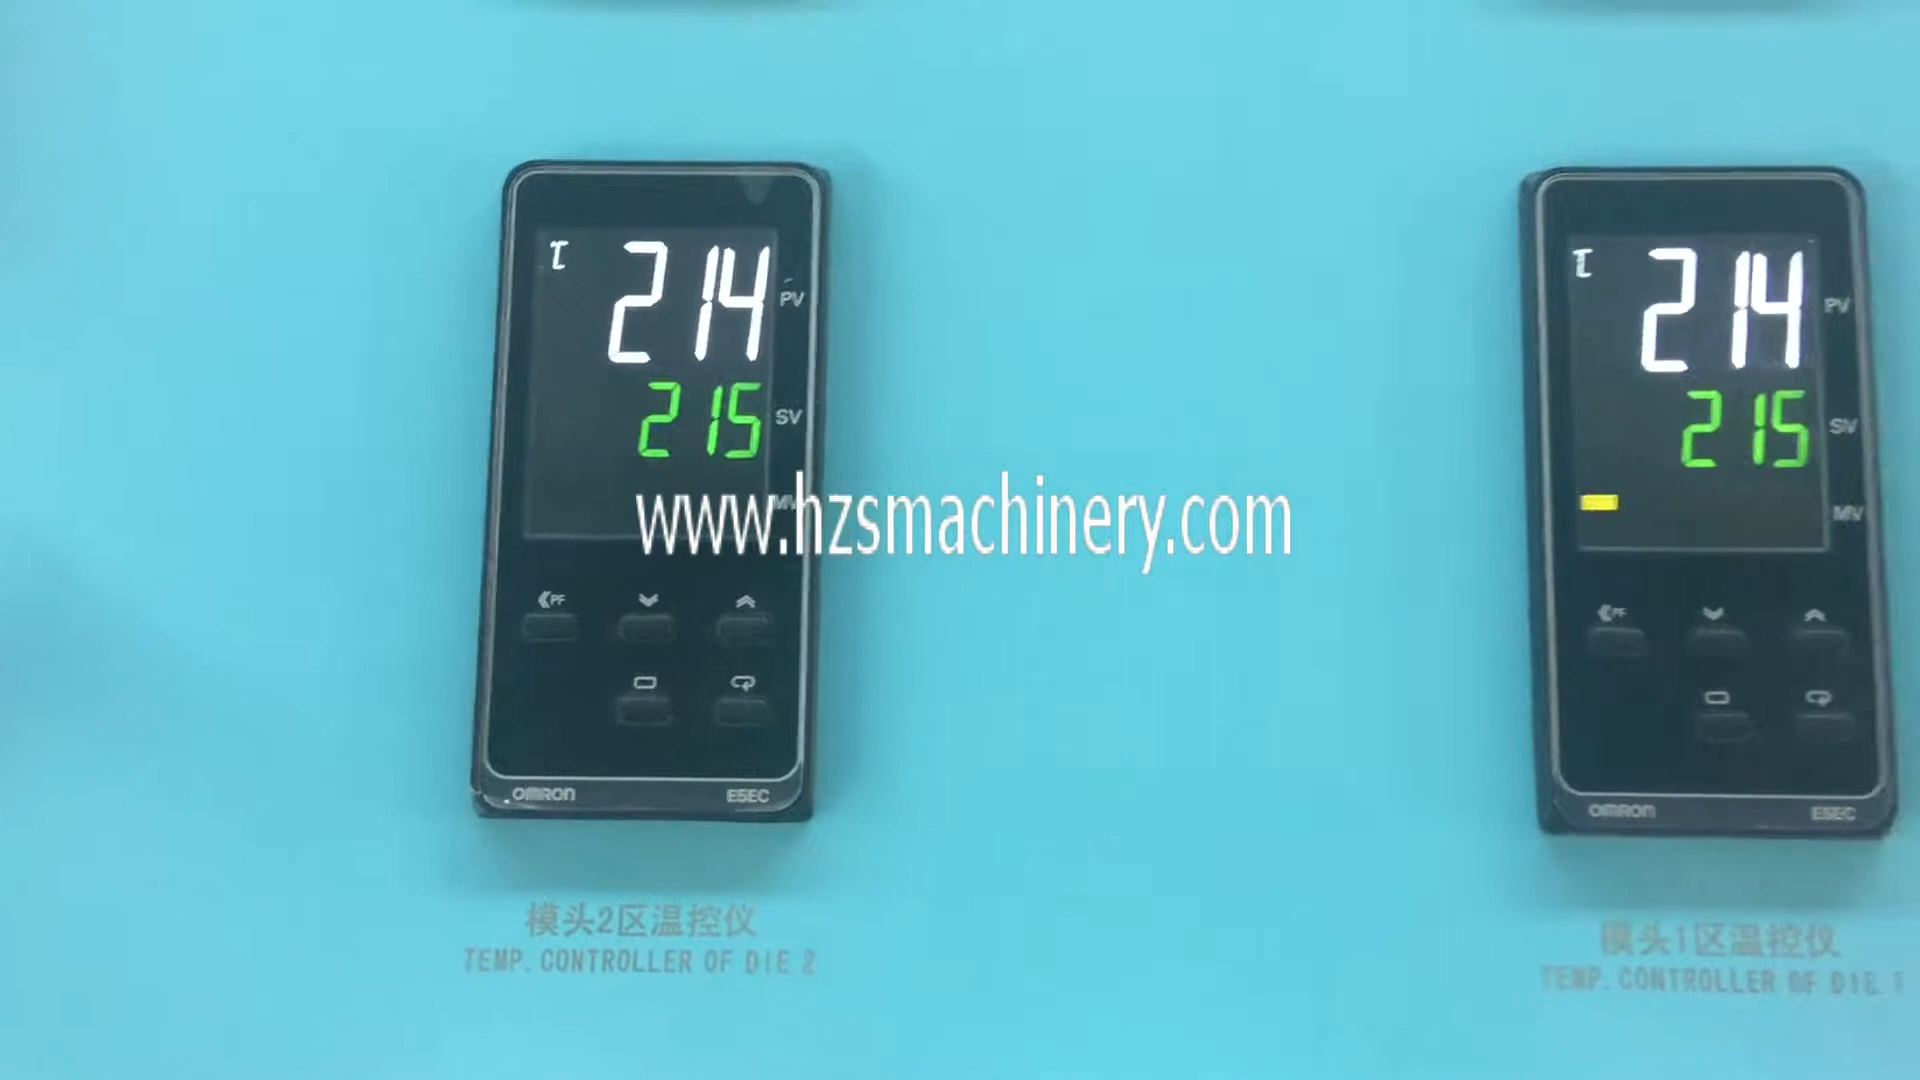 ℃ 214 PV
215 SV
MV
PF
OMRON E5EC
模头2区温控仪
TEMP. CONTROLLER OF DIE 2
℃ 214 PV
215 SV
MV
PF
OMRON E5EC
模头1区温控仪
TEMP. CONTROLLER OF DIE 1
www.hzsmachinery.com